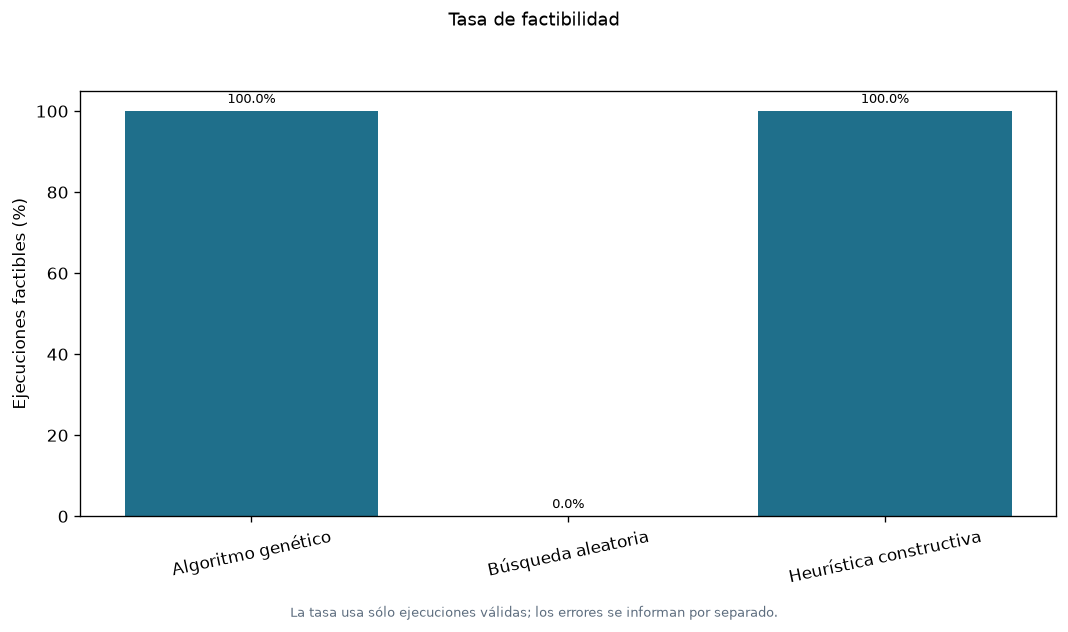 Tasa de factibilidad
100.0%
100.0%
0.0%
Ejecuciones factibles (%)
100
80
60
40
20
0
Algoritmo genético
Búsqueda aleatoria
Heurística constructiva
La tasa usa sólo ejecuciones válidas; los errores se informan por separado.